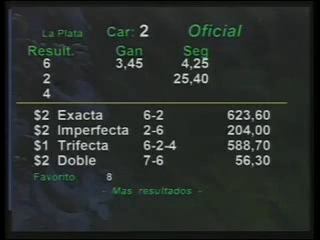 La Plata Car: 2 Oficial
Result. Gan Seg
6 3,45 4,25
2 25,40
4
$2 Exacta 6-2 623,60
$2 Imperfecta 2-6 204,00
$1 Trifecta 6-2-4 588,70
$2 Doble 7-6 56,30
Favorito 8
- Mas resultados -